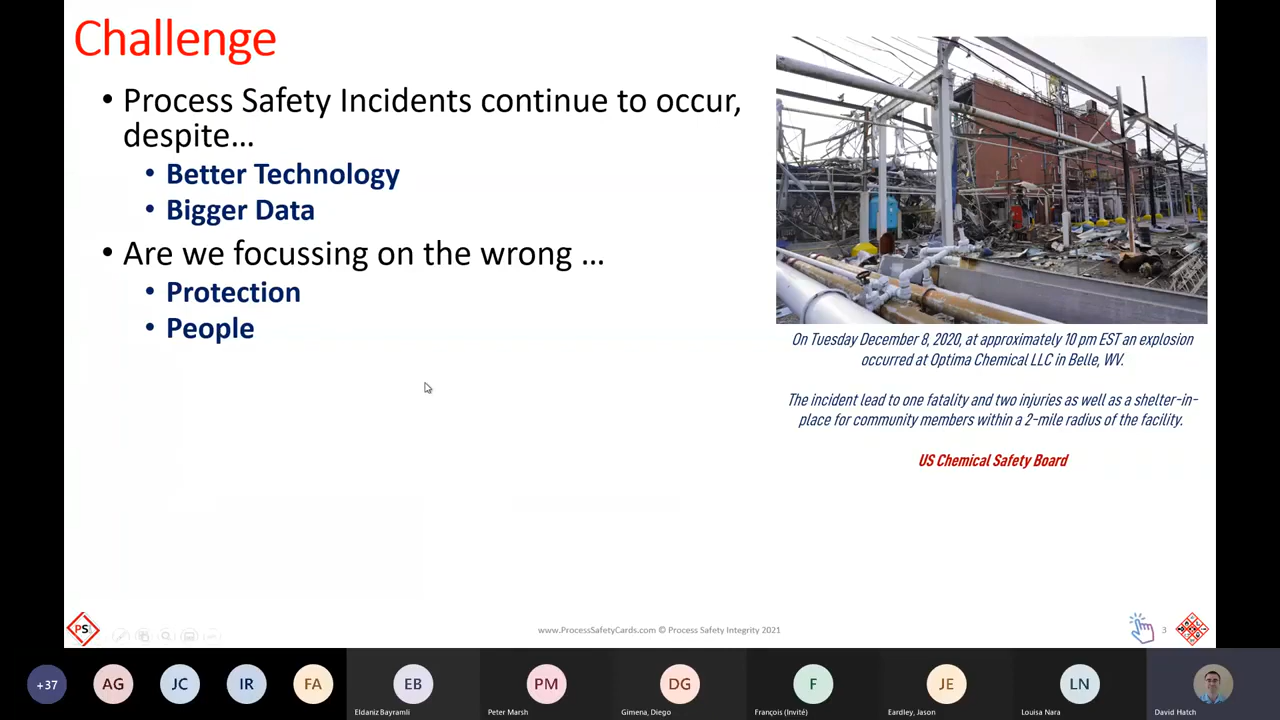 Challenge
• Process Safety Incidents continue to occur,
despite...
• Better Technology
• Bigger Data
• Are we focussing on the wrong ...
• Protection
• People
On Tuesday December 8, 2020, at approximately 10 pm EST an explosion
occurred at Optima Chemical LLC in Belle, WV.
The incident lead to one fatality and two injuries as well as a shelter-in-
place for community members within a 2-mile radius of the facility.
US Chemical Safety Board
PS
www.ProcessSafetyCards.com © Process Safety Integrity 2021
3
+37
AG
JC
IR
FA
EB
PM
DG
F
JE
LN
Eldaniz Bayramli
Peter Marsh
Gimena, Diego
François (Invité)
Eardley, Jason
Louisa Nara
David Hatch